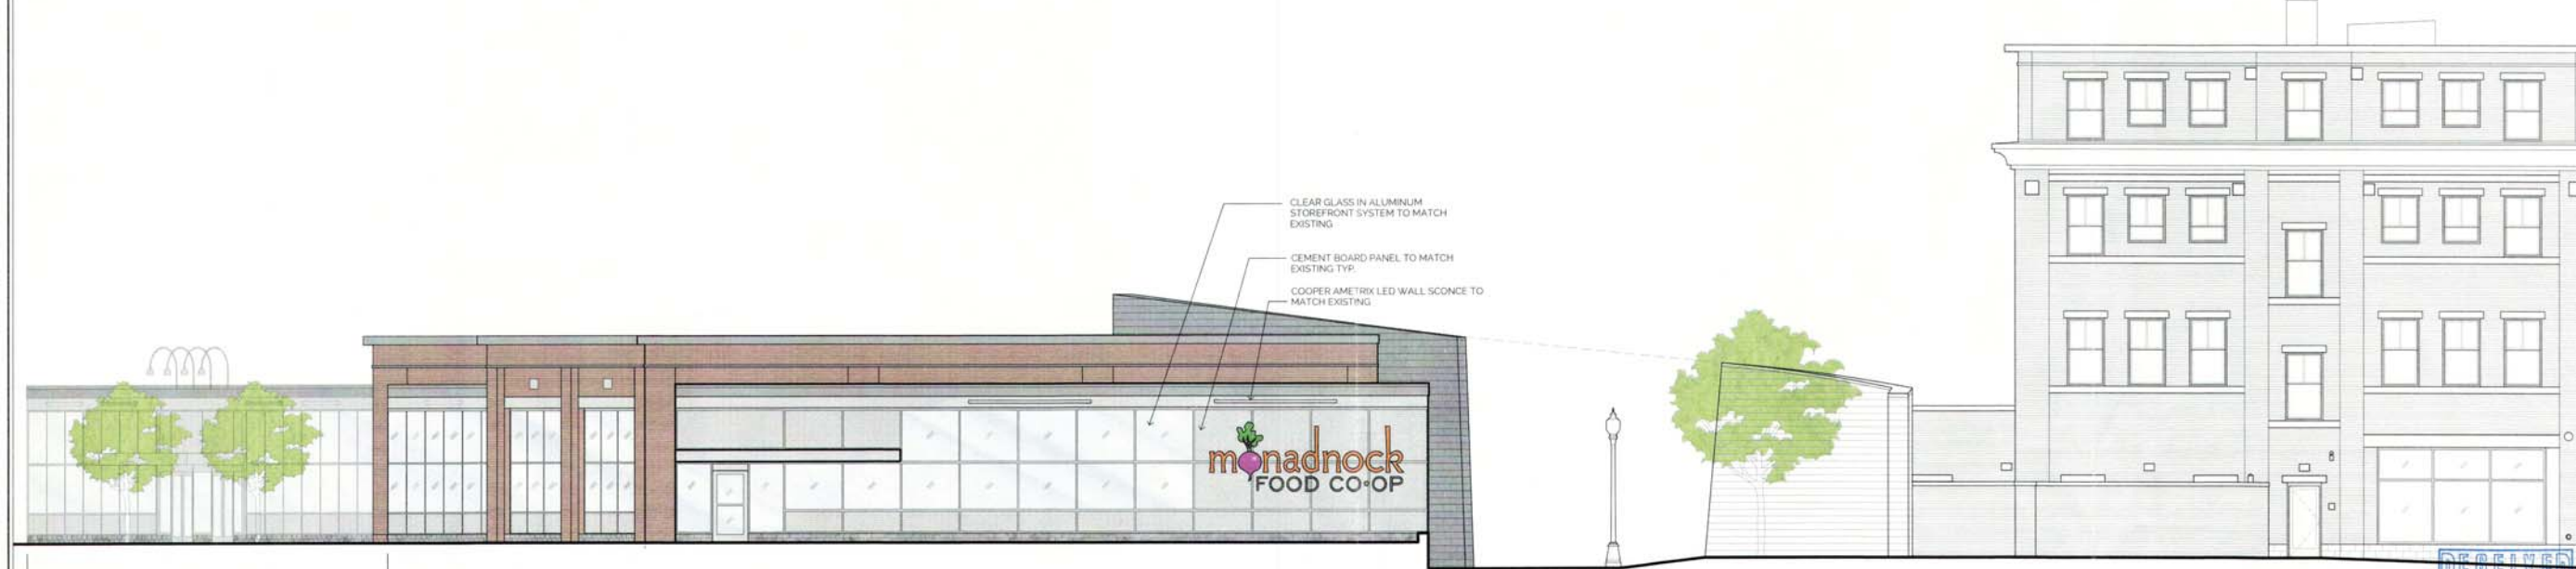 CLEAR GLASS IN ALUMINUM
STOREFRONT SYSTEM TO MATCH
EXISTING
CEMENT BOARD PANEL TO MATCH
EXISTING TYP.
COOPER AMETRIX LED WALL SCONCE TO
MATCH EXISTING
monadnock
FOOD CO•OP
RECEIVED